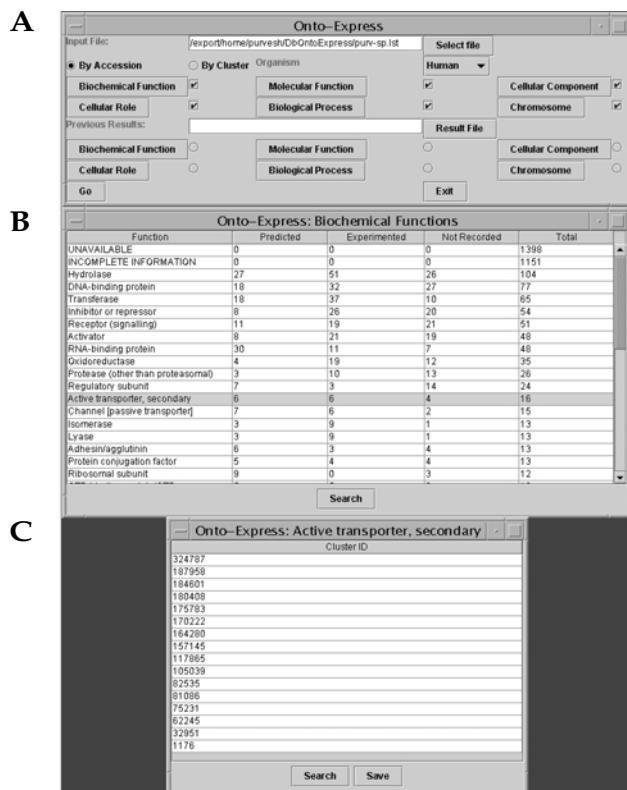 A
Onto-Express
Input File: /export/home/purvesh/DbOntoExpress/purv-sp.lst Select file
By Accession By Cluster Organism Human
Biochemical Function Molecular Function Cellular Component
Cellular Role Biological Process Chromosome
Previous Results: Result File
Biochemical Function Molecular Function Cellular Component
Cellular Role Biological Process Chromosome
Go Exit
B
Onto-Express: Biochemical Functions
Function Predicted Experimented Not Recorded Total
UNAVAILABLE 0 0 0 1398
INCOMPLETE INFORMATION 0 0 0 1151
Hydrolase 27 51 26 104
DNA-binding protein 18 32 27 77
Transferase 18 37 10 65
Inhibitor or repressor 8 26 20 54
Receptor (signalling) 11 19 21 51
Activator 8 21 19 48
RNA-binding protein 30 11 7 48
Oxidoreductase 4 19 12 35
Protease (other than proteasomal) 3 10 13 26
Regulatory subunit 7 3 14 24
Active transporter, secondary 6 6 4 16
Channel [passive transporter] 7 6 2 15
Isomerase 3 9 1 13
Lyase 3 9 1 13
Adhesin/agglutinin 6 3 4 13
Protein conjugation factor 5 4 4 13
Ribosomal subunit 9 0 3 12
Search
C
Onto-Express: Active transporter, secondary
Cluster ID
324787
187958
184601
180408
175783
170222
164280
157145
117865
105039
82535
81086
75231
62245
32951
1176
Search Save